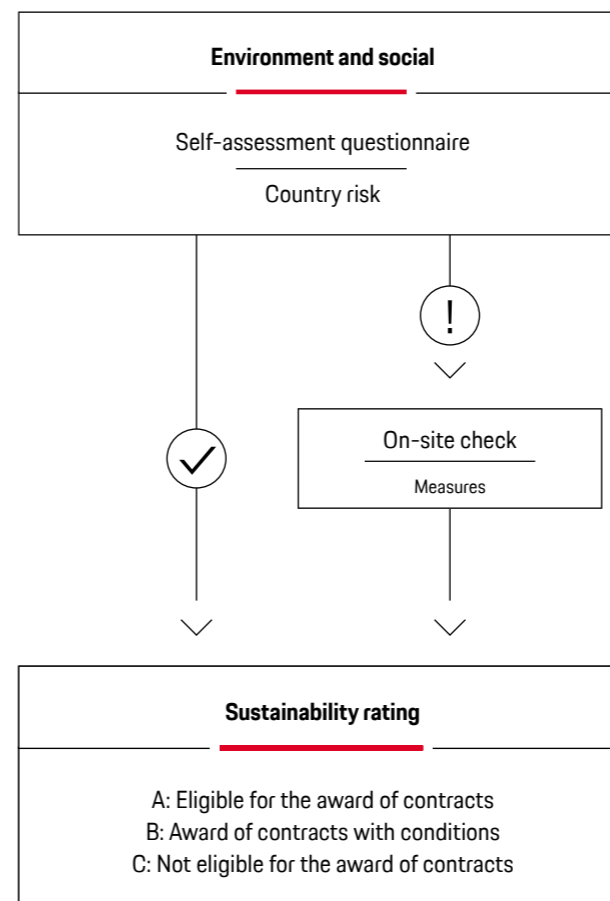 Environment and social
Self-assessment questionnaire
Country risk
!
On-site check
Measures
Sustainability rating
A: Eligible for the award of contracts
B: Award of contracts with conditions
C: Not eligible for the award of contracts